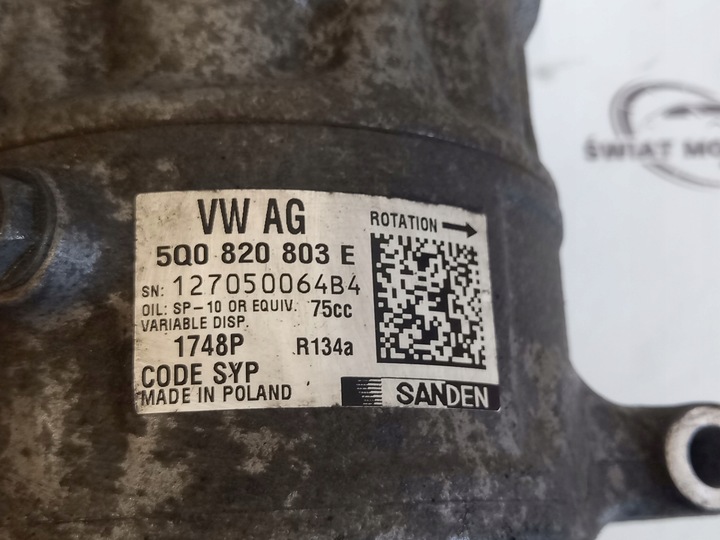 VW AG
ROTATION
5Q0 820 803 E
SN: 127050064B4
OIL: SP-10 OR EQUIV. 75cc
VARIABLE DISP.
1748P R134a
CODE SYP
MADE IN POLAND
SANDEN
ŚWIAT